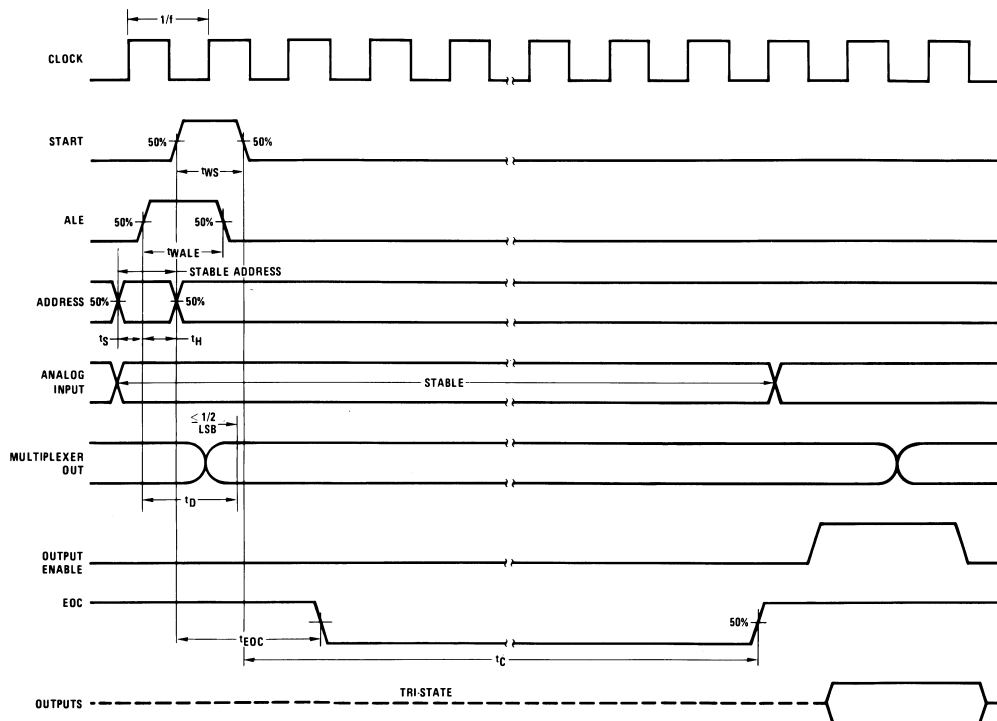 1/f
CLOCK
START
50%
50%
tWS
ALE
50%
50%
tWALE
STABLE ADDRESS
ADDRESS
50%
50%
tS
tH
ANALOG
INPUT
STABLE
≤ 1/2
LSB
MULTIPLEXER
OUT
tD
OUTPUT
ENABLE
EOC
50%
tEOC
tC
TRI-STATE
OUTPUTS